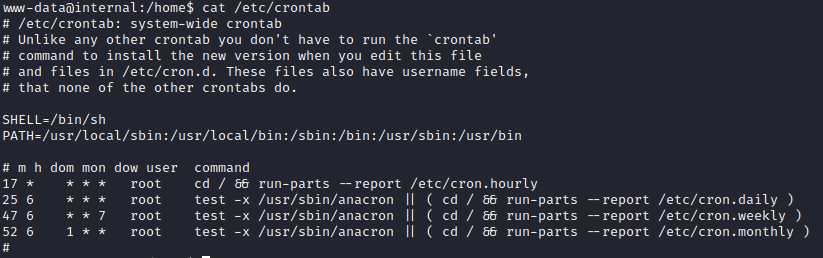 www-data@internal:/home$ cat /etc/crontab
# /etc/crontab: system-wide crontab
# Unlike any other crontab you don't have to run the `crontab'
# command to install the new version when you edit this file
# and files in /etc/cron.d. These files also have username fields,
# that none of the other crontabs do.

SHELL=/bin/sh
PATH=/usr/local/sbin:/usr/local/bin:/sbin:/bin:/usr/sbin:/usr/bin

# m h dom mon dow user  command
17 *    * * *   root    cd / && run-parts --report /etc/cron.hourly
25 6    * * *   root    test -x /usr/sbin/anacron || ( cd / && run-parts --report /etc/cron.daily )
47 6    * * 7   root    test -x /usr/sbin/anacron || ( cd / && run-parts --report /etc/cron.weekly )
52 6    1 * *   root    test -x /usr/sbin/anacron || ( cd / && run-parts --report /etc/cron.monthly )
#